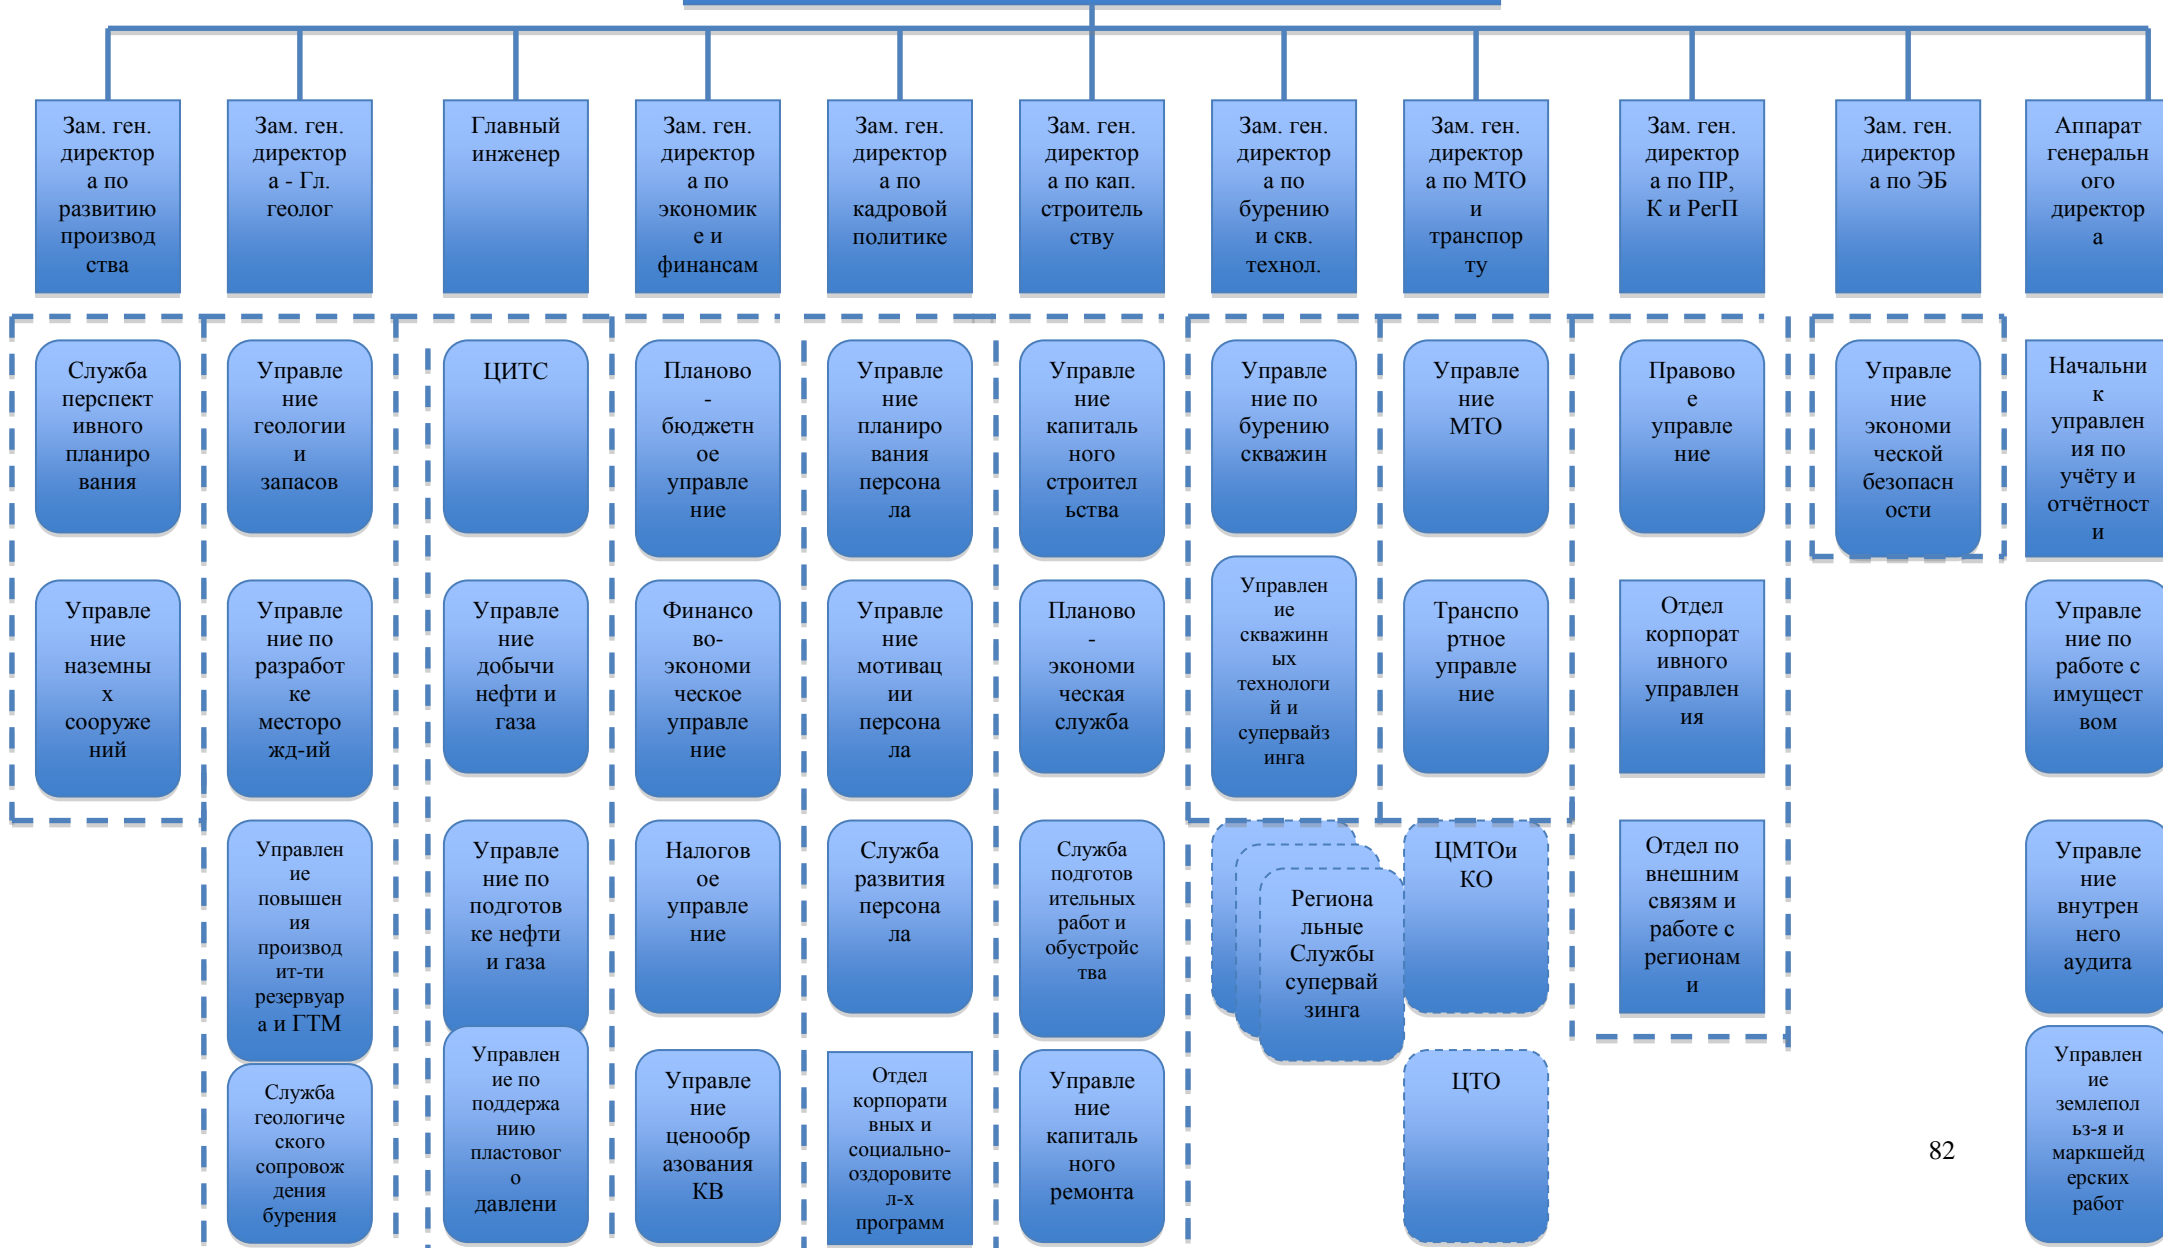 Зам. ген.
директор
а по
развитию
производ
ства
Зам. ген.
директор
а - Гл.
геолог
Главный
инженер
Зам. ген.
директор
а по
экономик
е и
финансам
Зам. ген.
директор
а по
кадровой
политике
Зам. ген.
директор
а по кап.
строитель
ству
Зам. ген.
директор
а по
бурению
и скв.
технол.
Зам. ген.
директор
а по МТО
и
транспор
ту
Зам. ген.
директор
а по ПР,
К и РегП
Зам. ген.
директор
а по ЭБ
Аппарат
генеральн
ого
директор
а
Служба
перспект
ивного
планиро
вания
Управле
ние
геологии
и
запасов
ЦИТС
Планово
-
бюджетн
ое
управле
ние
Управле
ние
планиро
вания
персона
ла
Управле
ние
капиталь
ного
строител
ьства
Управле
ние по
бурению
скважин
Управле
ние
МТО
Правово
е
управле
ние
Управле
ние
экономи
ческой
безопасн
ости
Начальни
к
управлен
ия по
учёту и
отчётност
и
Управле
ние
наземны
х
сооруже
ний
Управле
ние по
разработ
ке
месторо
жд-ий
Управле
ние
добычи
нефти и
газа
Финансо
во-
экономи
ческое
управле
ние
Управле
ние
мотивац
ии
персона
ла
Планово
-
экономи
ческая
служба
Управлен
ие
скважинн
ых
технологи
й и
супервайз
инга
Транспо
ртное
управле
ние
Отдел
корпорат
ивного
управлен
ия
Управле
ние по
работе с
имущест
вом
Управлен
ие
повышен
ия
производ
ит-ти
резервуар
а и ГТМ
Управле
ние по
подготов
ке нефти
и газа
Налогов
ое
управле
ние
Служба
развития
персона
ла
Служба
подготов
ительных
работ и
обустройс
тва
Региона
льные
Службы
супервай
зинга
ЦМТОи
КО
Отдел по
внешним
связям и
работе с
регионам
и
Управле
ние
внутрен
него
аудита
Служба
геологиче
ского
сопровож
дения
бурения
Управлен
ие по
поддержа
нию
пластовог
о
давлени
Управле
ние
ценообр
азования
КВ
Отдел
корпорати
вных и
социально-
оздоровите
л-х
программ
Управле
ние
капиталь
ного
ремонта
ЦТО
Управлен
ие
землепол
ьз-я и
маркшейд
ерских
работ
82